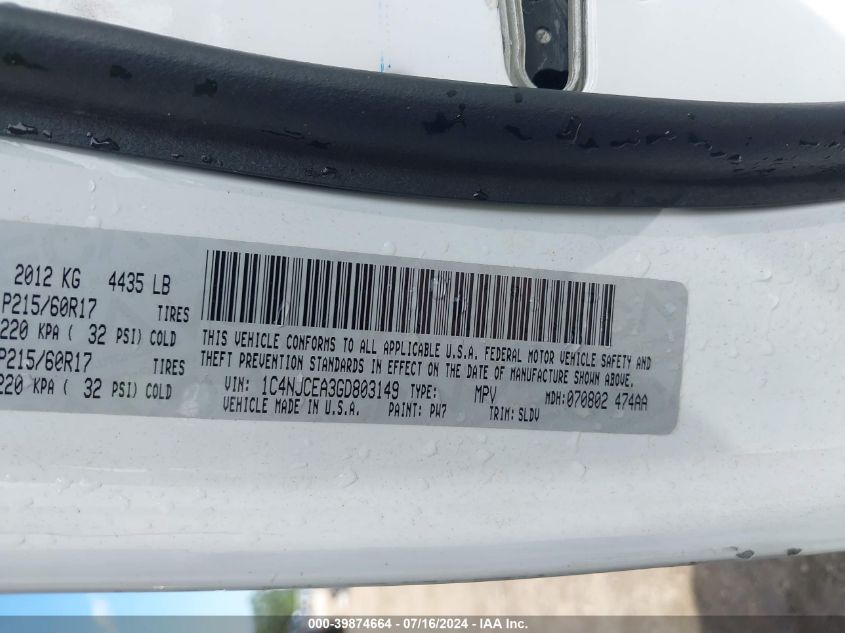 2012 KG 4435 LB
P215/60R17 TIRES
220 KPA ( 32 PSI) COLD
P215/60R17 TIRES
220 KPA ( 32 PSI) COLD
THIS VEHICLE CONFORMS TO ALL APPLICABLE U.S.A. FEDERAL MOTOR VEHICLE SAFETY AND
THEFT PREVENTION STANDARDS IN EFFECT ON THE DATE OF MANUFACTURE SHOWN ABOVE.
VIN: 1C4NJCEA3GD803149 TYPE: MPV MDH:070802 474AA
VEHICLE MADE IN U.S.A. PAINT: PW7 TRIM: SLDV
000-39874664 - 07/16/2024 - IAA Inc.